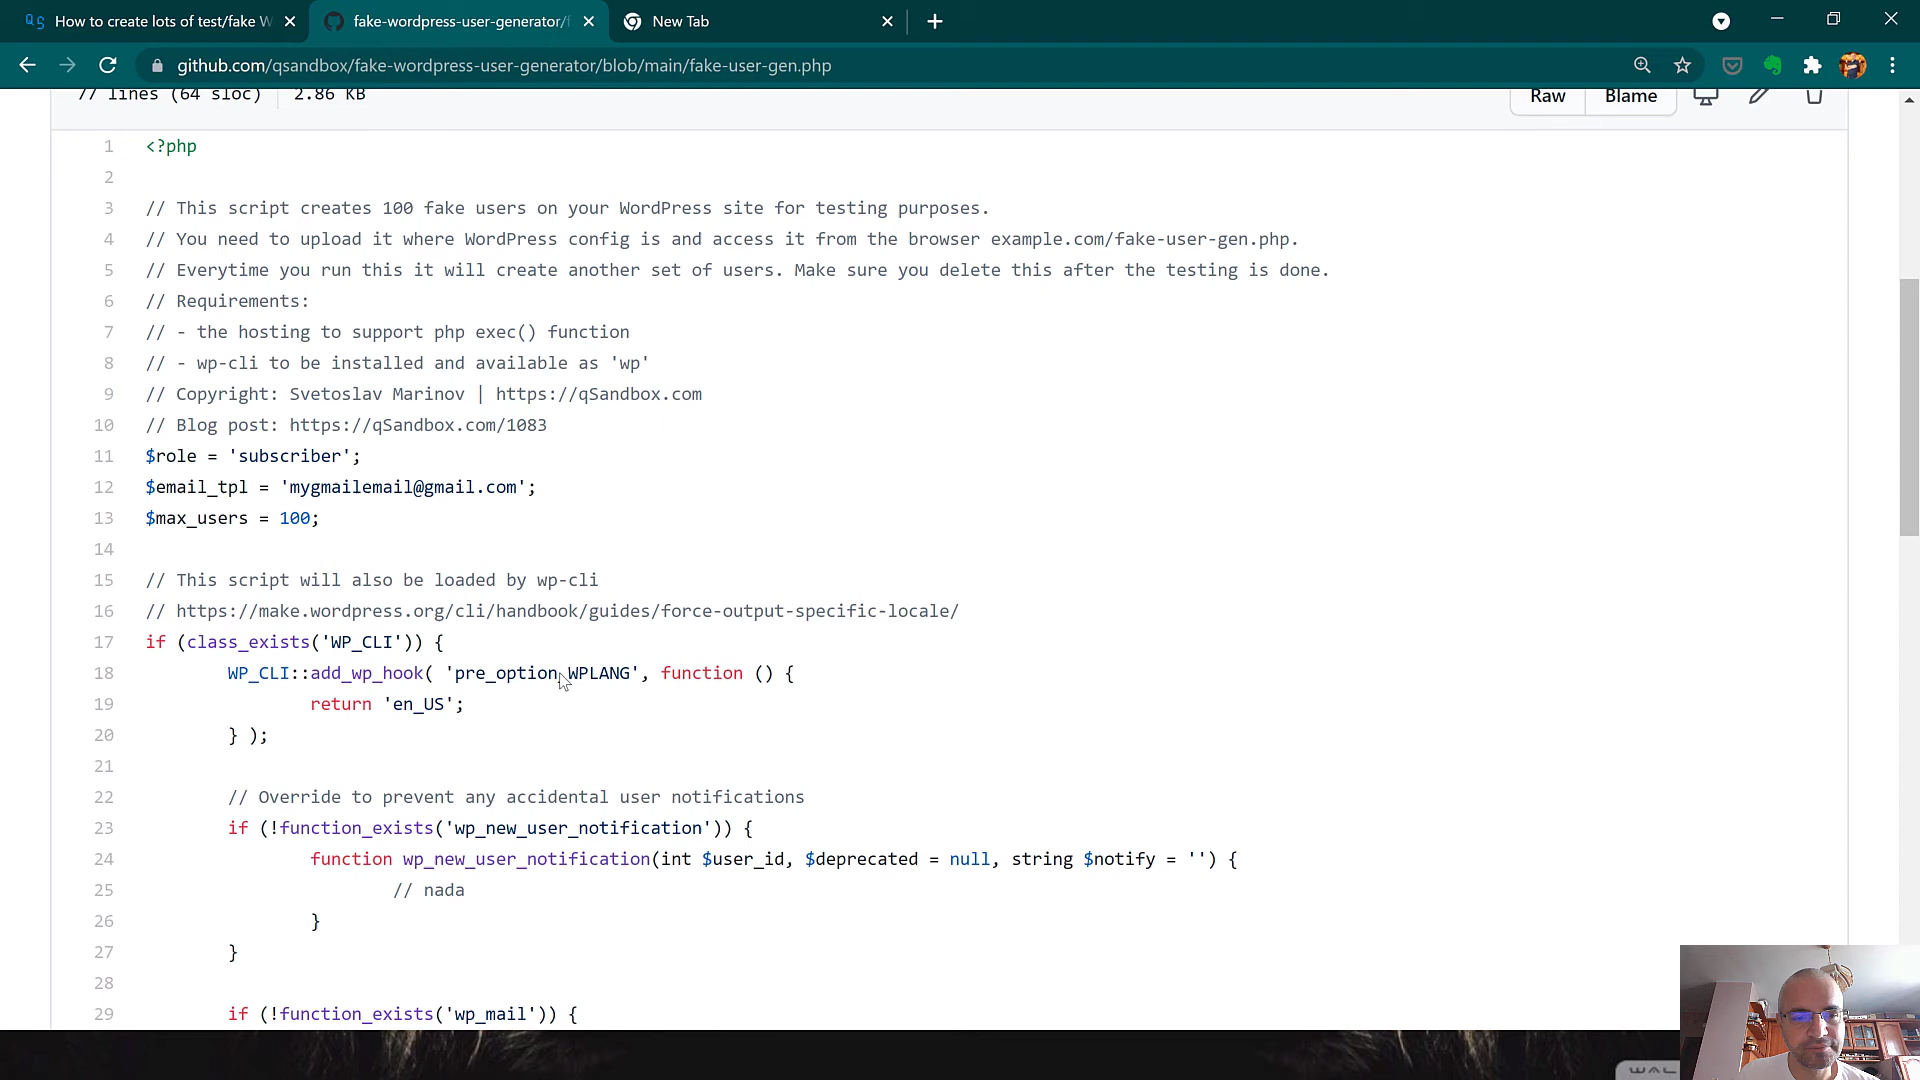 How to create lots of test/fake W
fake-wordpress-user-generator/f
New Tab
github.com/qsandbox/fake-wordpress-user-generator/blob/main/fake-user-gen.php
lines (64 sloc) 2.86 KB
Raw Blame
1 <?php
2
3 // This script creates 100 fake users on your WordPress site for testing purposes.
4 // You need to upload it where WordPress config is and access it from the browser example.com/fake-user-gen.php.
5 // Everytime you run this it will create another set of users. Make sure you delete this after the testing is done.
6 // Requirements:
7 // - the hosting to support php exec() function
8 // - wp-cli to be installed and available as 'wp'
9 // Copyright: Svetoslav Marinov | https://qSandbox.com
10 // Blog post: https://qSandbox.com/1083
11 $role = 'subscriber';
12 $email_tpl = 'mygmailemail@gmail.com';
13 $max_users = 100;
14
15 // This script will also be loaded by wp-cli
16 // https://make.wordpress.org/cli/handbook/guides/force-output-specific-locale/
17 if (class_exists('WP_CLI')) {
18 WP_CLI::add_wp_hook( 'pre_option_WPLANG', function () {
19 return 'en_US';
20 } );
21
22 // Override to prevent any accidental user notifications
23 if (!function_exists('wp_new_user_notification')) {
24 function wp_new_user_notification(int $user_id, $deprecated = null, string $notify = '') {
25 // nada
26 }
27 }
28
29 if (!function_exists('wp_mail')) {